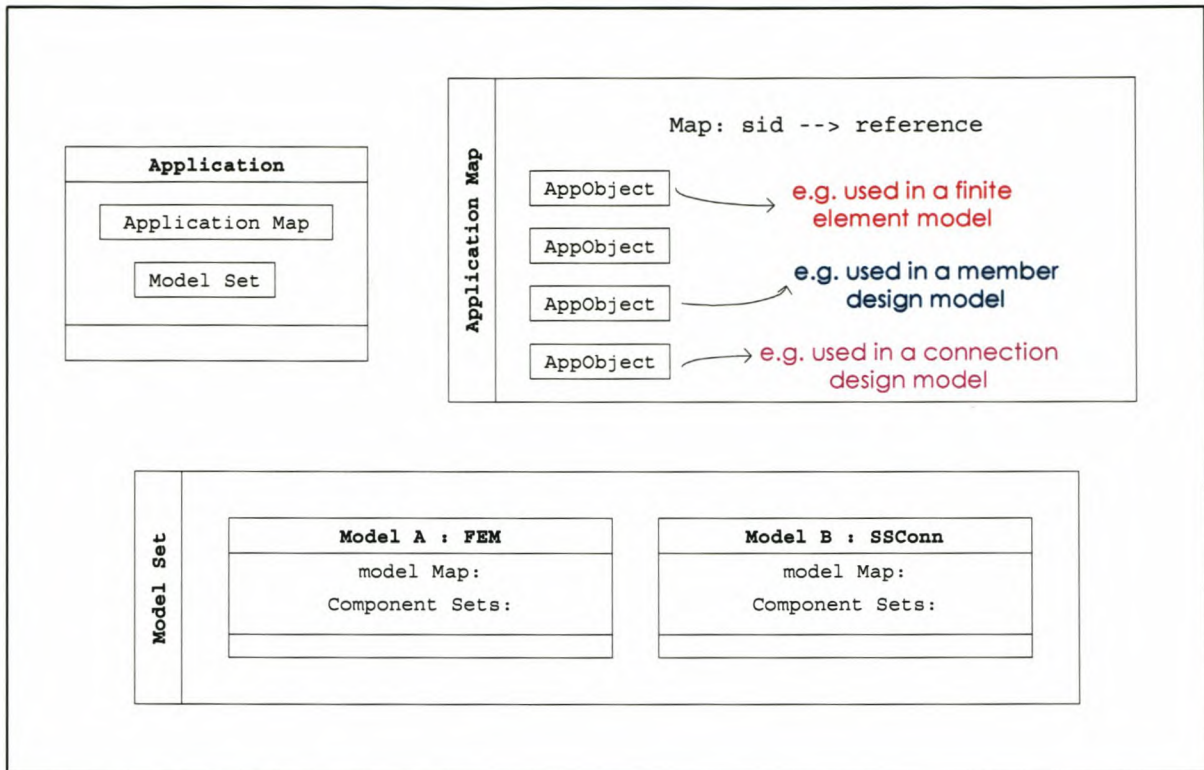 Application
Application Map
Model Set
Application Map
Map: sid --> reference
AppObject
e.g. used in a finite
element model
AppObject
AppObject
e.g. used in a member
design model
AppObject
e.g. used in a connection
design model
Model Set
Model A : FEM
model Map:
Component Sets:
Model B : SSConn
model Map:
Component Sets: